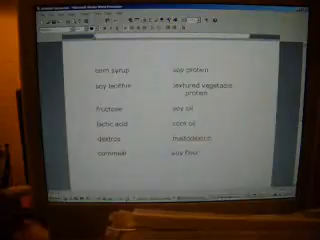 corn syrup
soy protein
soy lecithin
textured vegetable
protein
fructose
soy oil
lactic acid
corn oil
dextros
maltodextrin
cornmeal
soy flour